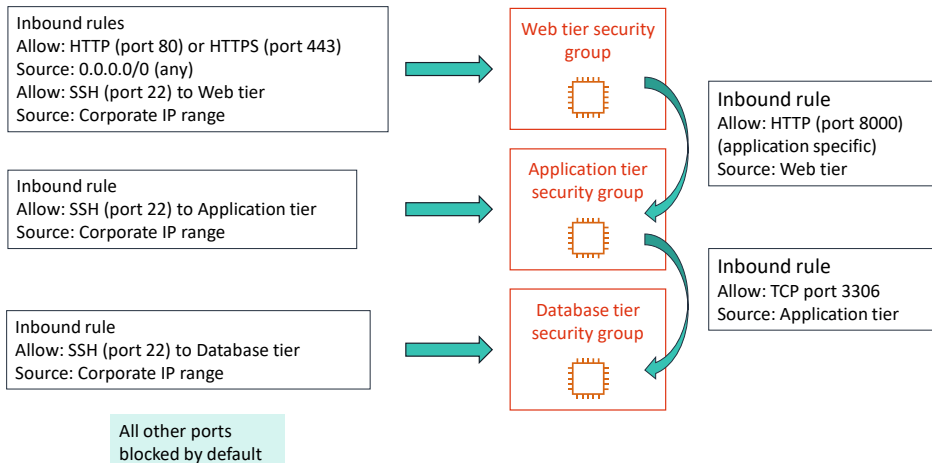 Inbound rules
Allow: HTTP (port 80) or HTTPS (port 443)
Source: 0.0.0.0/0 (any)
Allow: SSH (port 22) to Web tier
Source: Corporate IP range
Web tier security
group
Inbound rule
Allow: HTTP (port 8000)
(application specific)
Source: Web tier
Inbound rule
Allow: SSH (port 22) to Application tier
Source: Corporate IP range
Application tier
security group
Inbound rule
Allow: TCP port 3306
Source: Application tier
Inbound rule
Allow: SSH (port 22) to Database tier
Source: Corporate IP range
Database tier
security group
All other ports
blocked by default